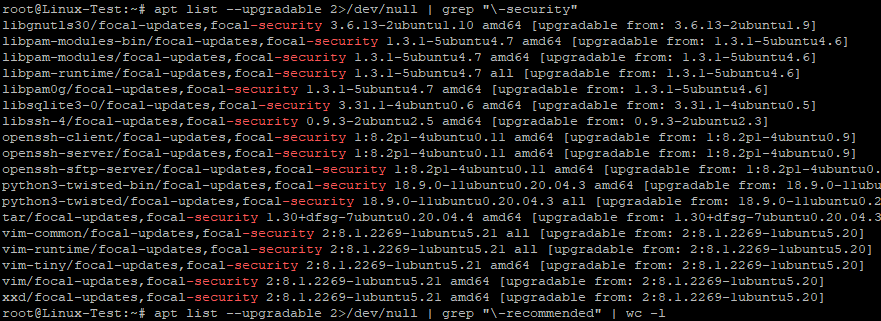 root@Linux-Test:~# apt list --upgradable 2>/dev/null | grep "\-security"
libgnutls30/focal-updates,focal-security 3.6.13-2ubuntu1.10 amd64 [upgradable from: 3.6.13-2ubuntu1.9]
libpam-modules-bin/focal-updates,focal-security 1.3.1-5ubuntu4.7 amd64 [upgradable from: 1.3.1-5ubuntu4.6]
libpam-modules/focal-updates,focal-security 1.3.1-5ubuntu4.7 amd64 [upgradable from: 1.3.1-5ubuntu4.6]
libpam-runtime/focal-updates,focal-security 1.3.1-5ubuntu4.7 all [upgradable from: 1.3.1-5ubuntu4.6]
libpam0g/focal-updates,focal-security 1.3.1-5ubuntu4.7 amd64 [upgradable from: 1.3.1-5ubuntu4.6]
libsqlite3-0/focal-updates,focal-security 3.31.1-4ubuntu0.6 amd64 [upgradable from: 3.31.1-4ubuntu0.5]
libssh-4/focal-updates,focal-security 0.9.3-2ubuntu2.5 amd64 [upgradable from: 0.9.3-2ubuntu2.3]
openssh-client/focal-updates,focal-security 1:8.2p1-4ubuntu0.11 amd64 [upgradable from: 1:8.2p1-4ubuntu0.9]
openssh-server/focal-updates,focal-security 1:8.2p1-4ubuntu0.11 amd64 [upgradable from: 1:8.2p1-4ubuntu0.9]
openssh-sftp-server/focal-updates,focal-security 1:8.2p1-4ubuntu0.11 amd64 [upgradable from: 1:8.2p1-4ubuntu0
python3-twisted-bin/focal-updates,focal-security 18.9.0-11ubuntu0.20.04.3 amd64 [upgradable from: 18.9.0-11ubu
python3-twisted/focal-updates,focal-security 18.9.0-11ubuntu0.20.04.3 all [upgradable from: 18.9.0-11ubuntu0.2
tar/focal-updates,focal-security 1.30+dfsg-7ubuntu0.20.04.4 amd64 [upgradable from: 1.30+dfsg-7ubuntu0.20.04.3
vim-common/focal-updates,focal-security 2:8.1.2269-1ubuntu5.21 all [upgradable from: 2:8.1.2269-1ubuntu5.20]
vim-runtime/focal-updates,focal-security 2:8.1.2269-1ubuntu5.21 all [upgradable from: 2:8.1.2269-1ubuntu5.20]
vim-tiny/focal-updates,focal-security 2:8.1.2269-1ubuntu5.21 amd64 [upgradable from: 2:8.1.2269-1ubuntu5.20]
vim/focal-updates,focal-security 2:8.1.2269-1ubuntu5.21 amd64 [upgradable from: 2:8.1.2269-1ubuntu5.20]
xxd/focal-updates,focal-security 2:8.1.2269-1ubuntu5.21 amd64 [upgradable from: 2:8.1.2269-1ubuntu5.20]
root@Linux-Test:~# apt list --upgradable 2>/dev/null | grep "\-recommended" | wc -l